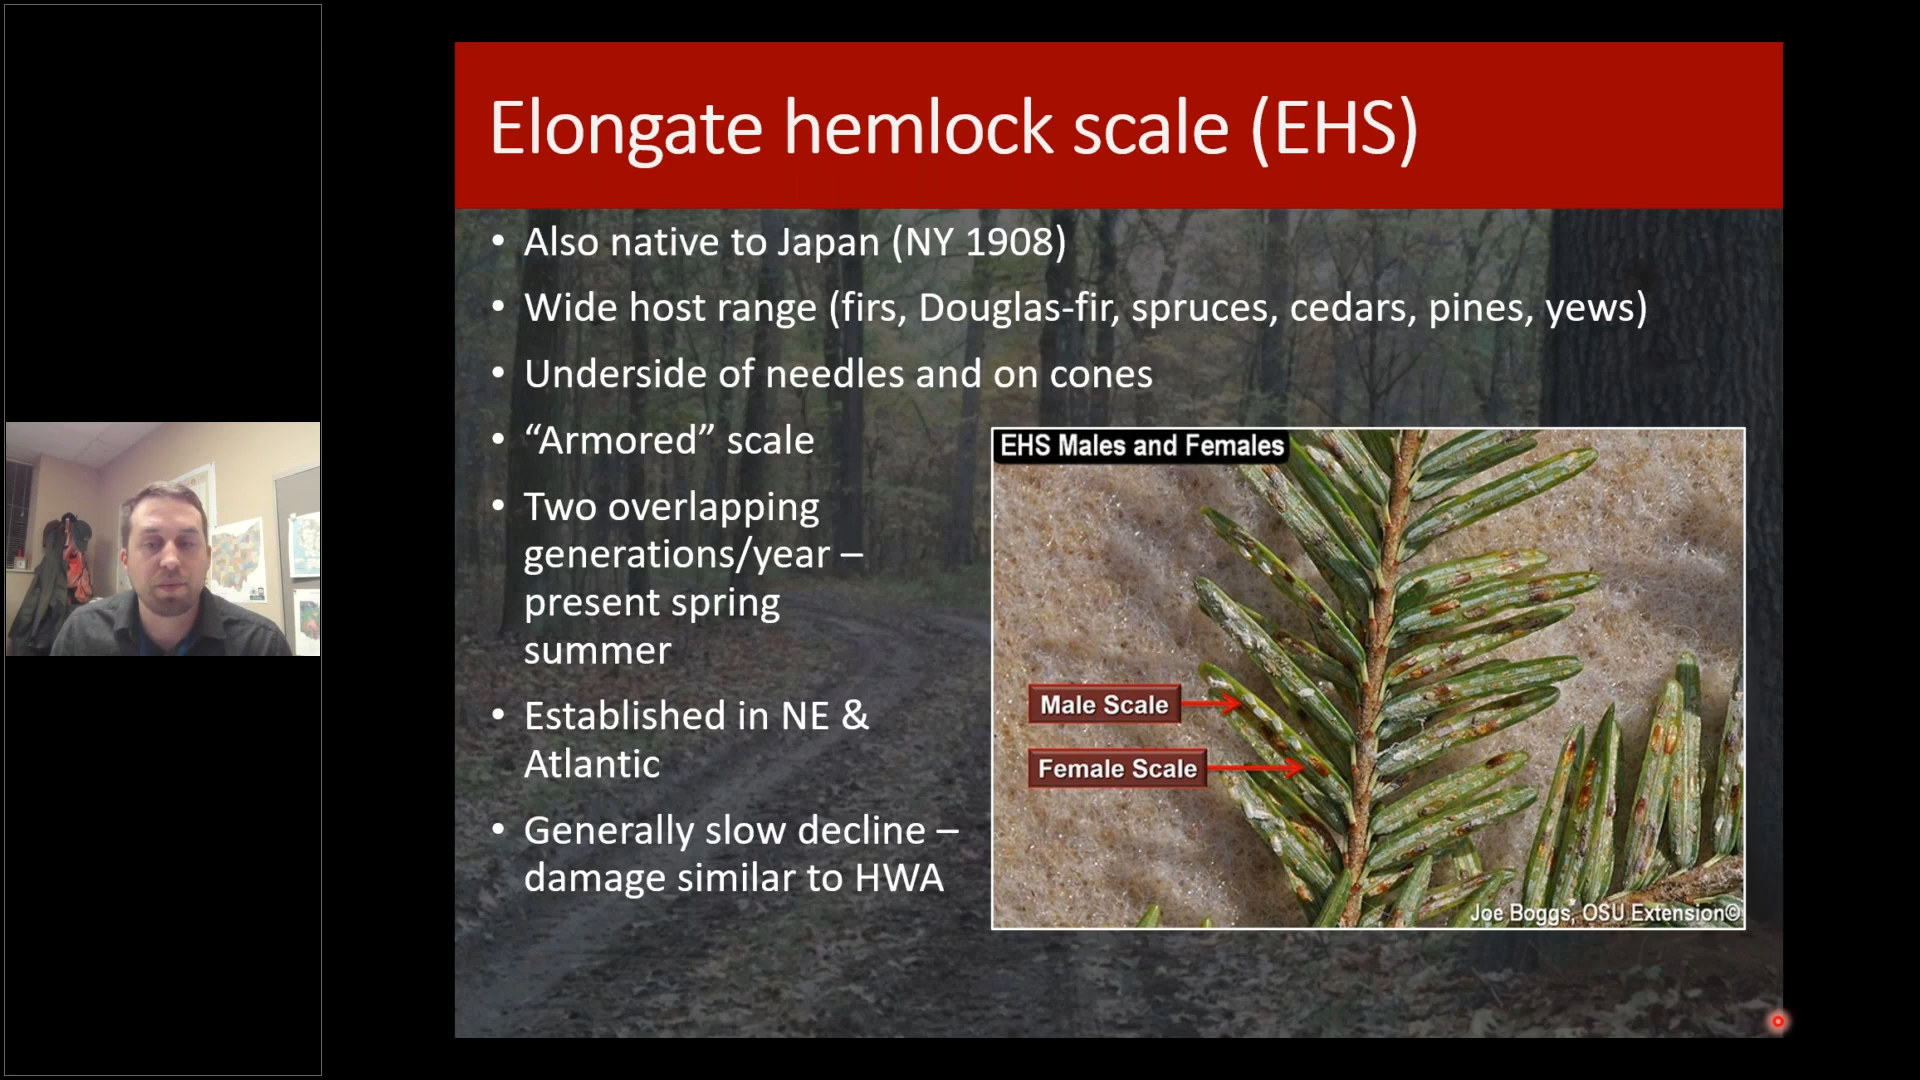 Elongate hemlock scale (EHS)
• Also native to Japan (NY 1908)
• Wide host range (firs, Douglas-fir, spruces, cedars, pines, yews)
• Underside of needles and on cones
• “Armored” scale
• Two overlapping
generations/year –
present spring
summer
• Established in NE &
Atlantic
• Generally slow decline –
damage similar to HWA
EHS Males and Females
Male Scale
Female Scale
Joe Boggs, OSU Extension©